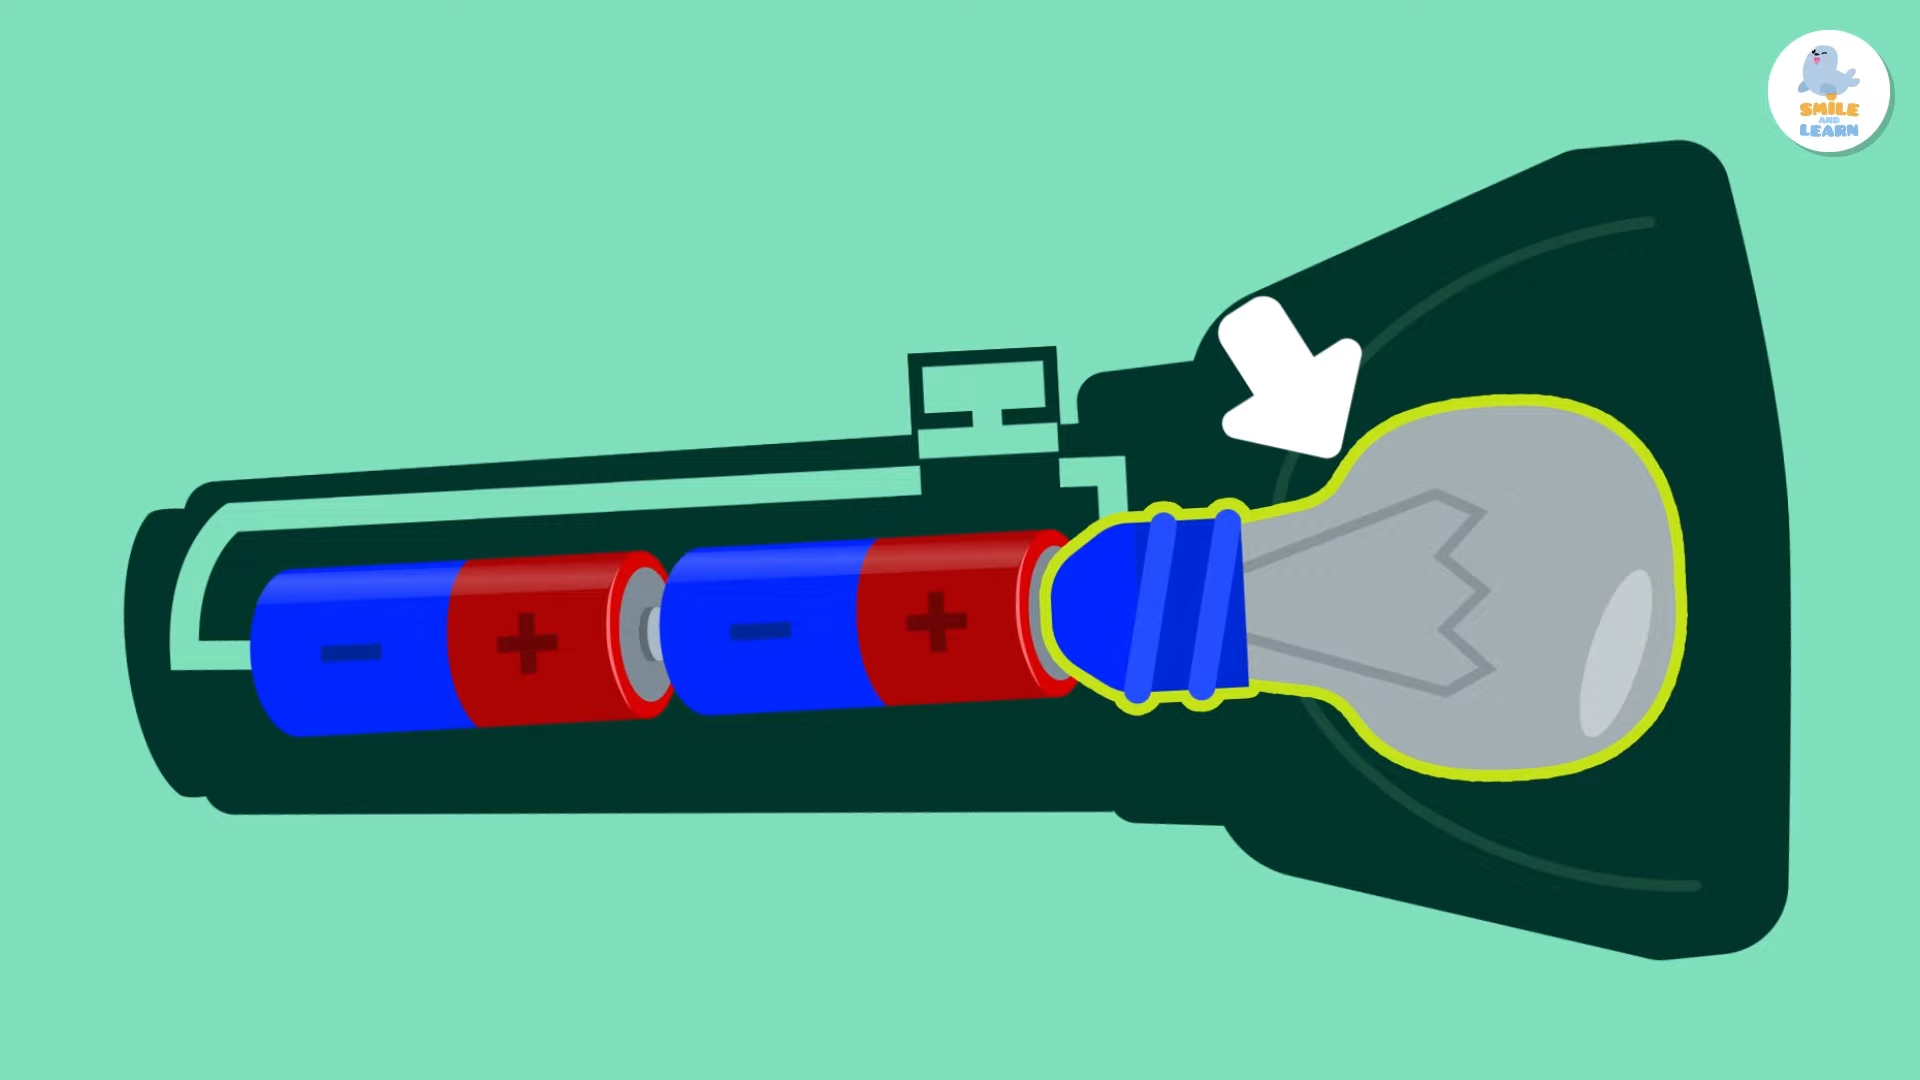 SMILE
AND
LEARN
- + - +